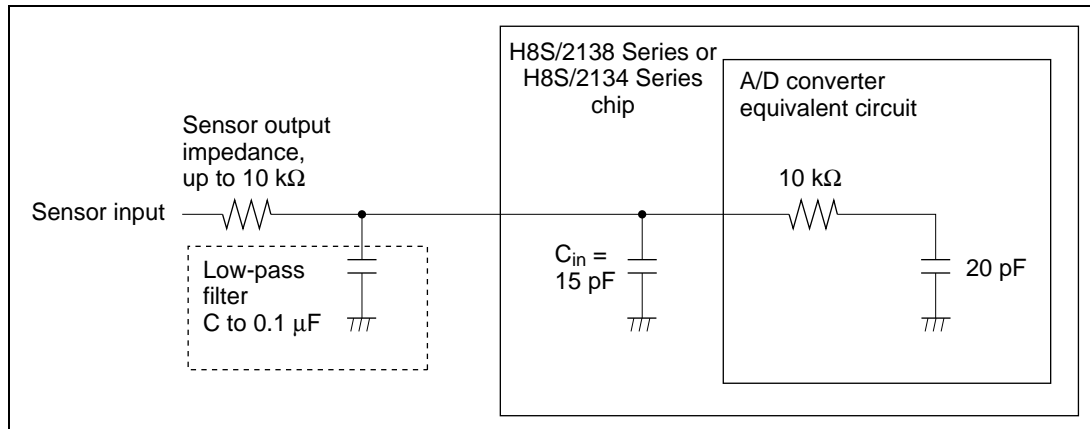 H8S/2138 Series or
H8S/2134 Series
chip
A/D converter
equivalent circuit
Sensor output
impedance,
up to 10 kΩ
10 kΩ
Sensor input
Low-pass
filter
C to 0.1 μF
Cin =
15 pF
20 pF